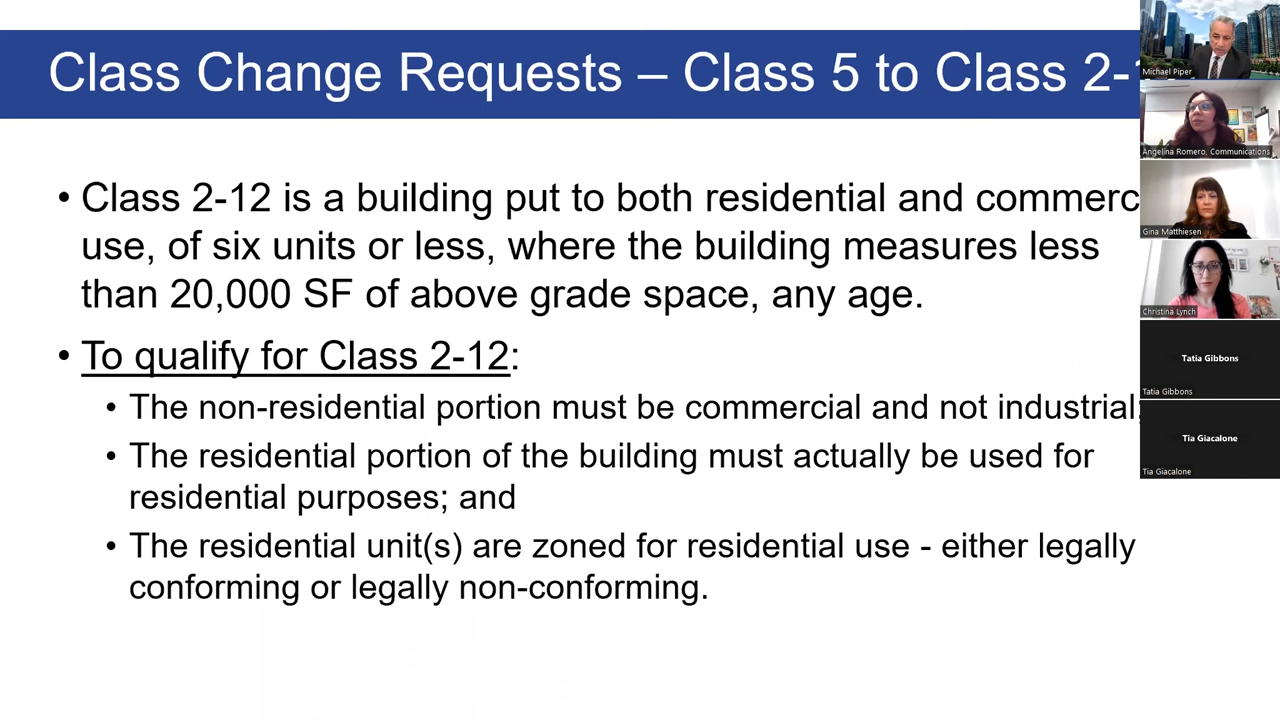 Class Change Requests – Class 5 to Class 2-
• Class 2-12 is a building put to both residential and commerc
use, of six units or less, where the building measures less
than 20,000 SF of above grade space, any age.
• To qualify for Class 2-12:
• The non-residential portion must be commercial and not industrial;
• The residential portion of the building must actually be used for
residential purposes; and
• The residential unit(s) are zoned for residential use - either legally
conforming or legally non-conforming.
Michael Piper
Angelina Romero, Communications
Gina Matthiesen
Christina Lynch
Tatia Gibbons
Tatia Gibbons
Tia Giacalone
Tia Giacalone